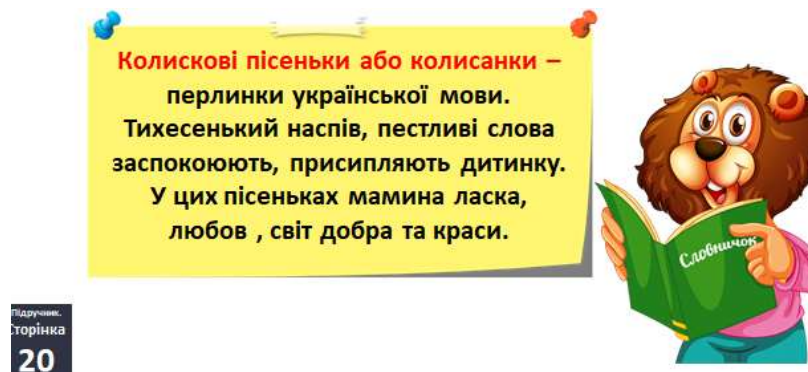 Колискові пісеньки або колисанки –
перлинки української мови.
Тихесенький наспів, пестливі слова
заспокоюють, присипляють дитинку.
У цих пісеньках мамина ласка,
любов , світ добра та краси.
Словничок
Підручник.
Сторінка
20